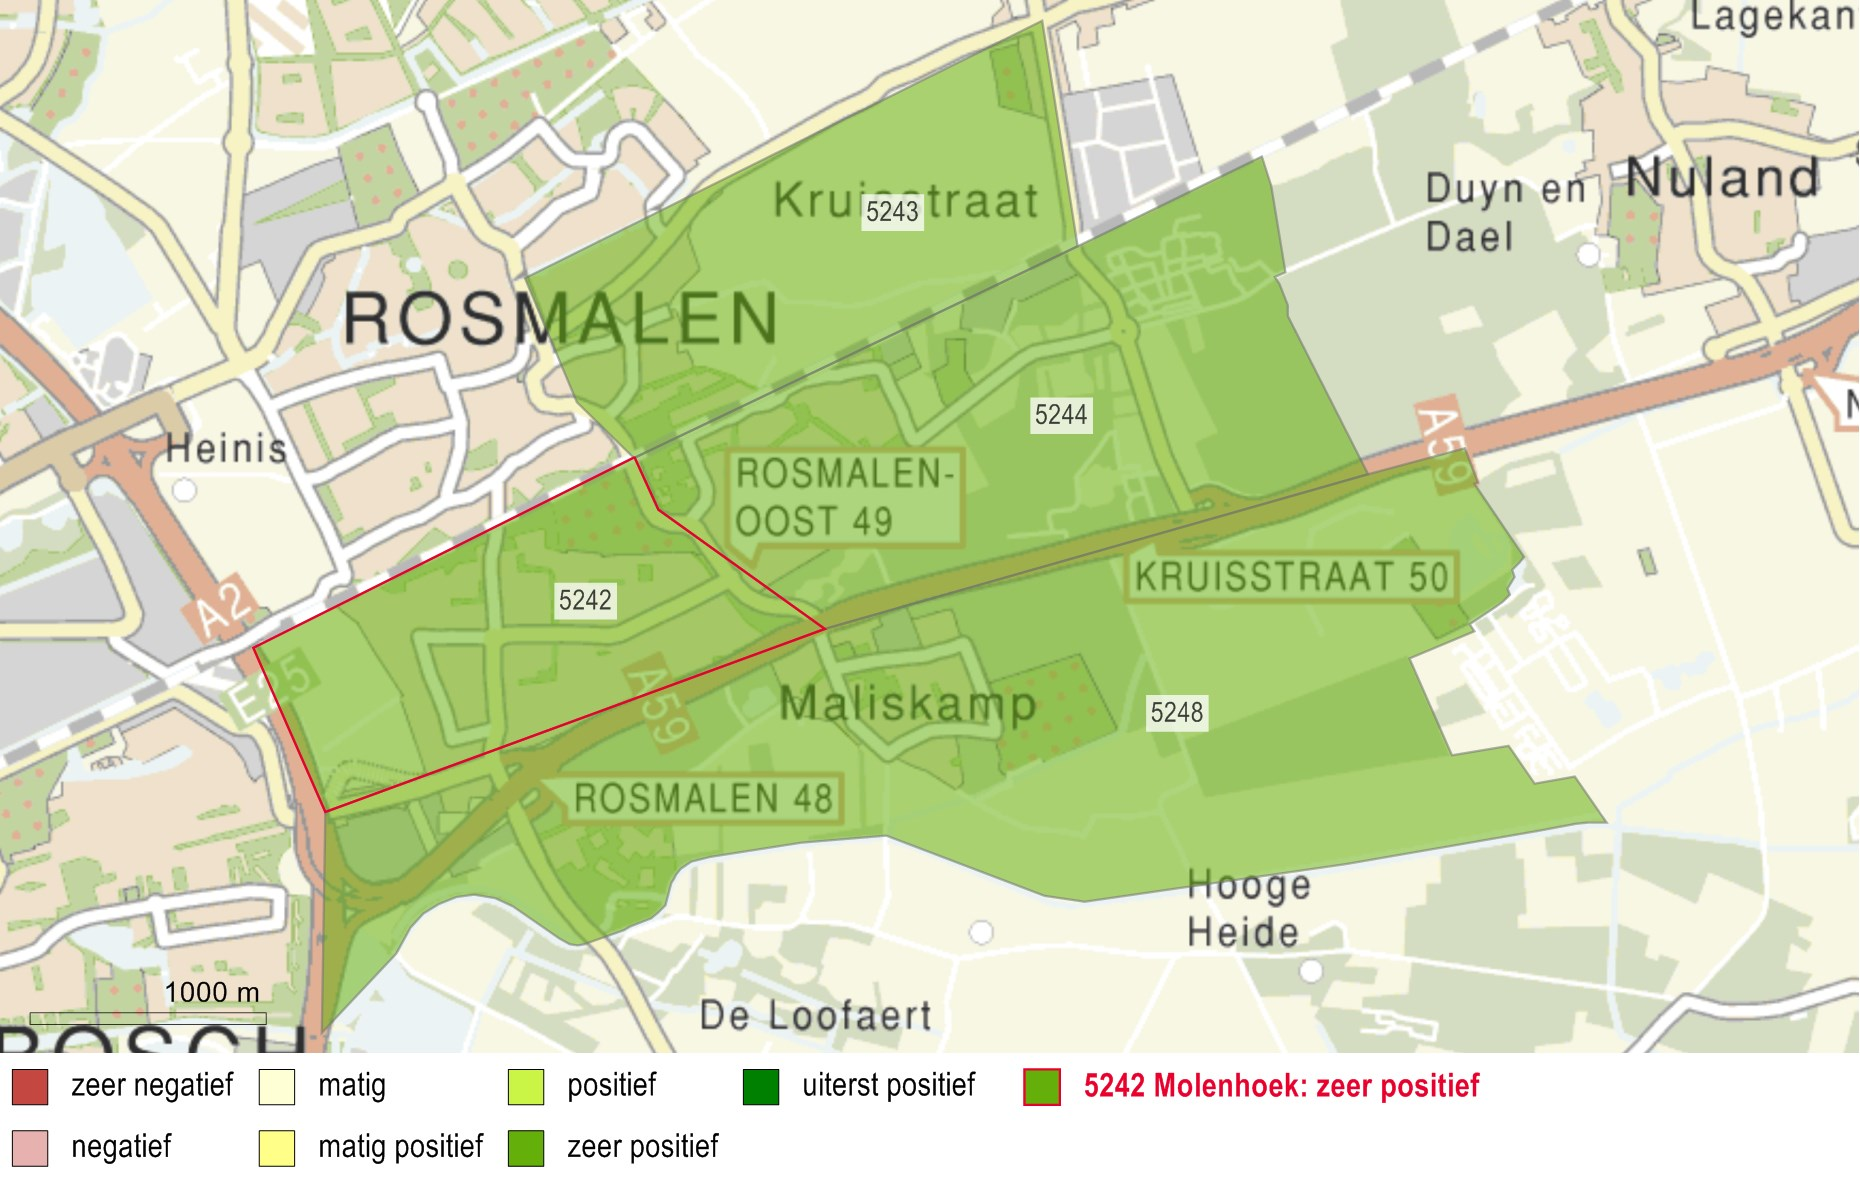 Lagekan
Kruisstraat
5243
Duyn en
Dael
Nuland
ROSMALEN
Heinis
5244
A59
ROSMALEN-
OOST 49
KRUISSTRAAT 50
N
A2
5242
E25
A59
Maliskamp
5248
ROSMALEN 48
Hooge
Heide
1000 m
De Loofaert
BOSCH
zeer negatief
matig
positief
uiterst positief
5242 Molenhoek: zeer positief
negatief
matig positief
zeer positief